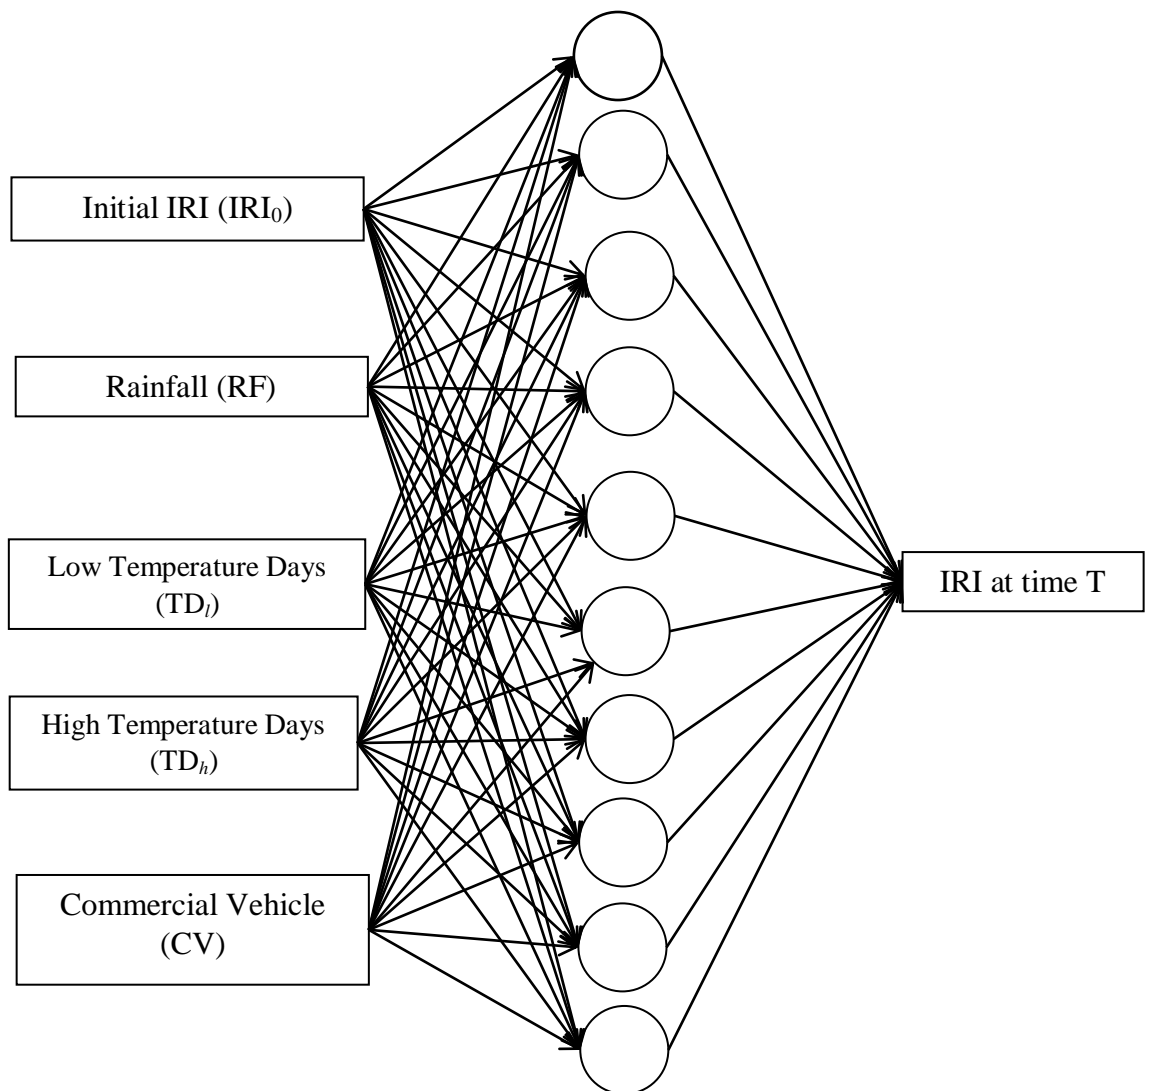 Initial IRI (IRI₀)
Rainfall (RF)
Low Temperature Days
(TDl)
High Temperature Days
(TDh)
Commercial Vehicle
(CV)
IRI at time T